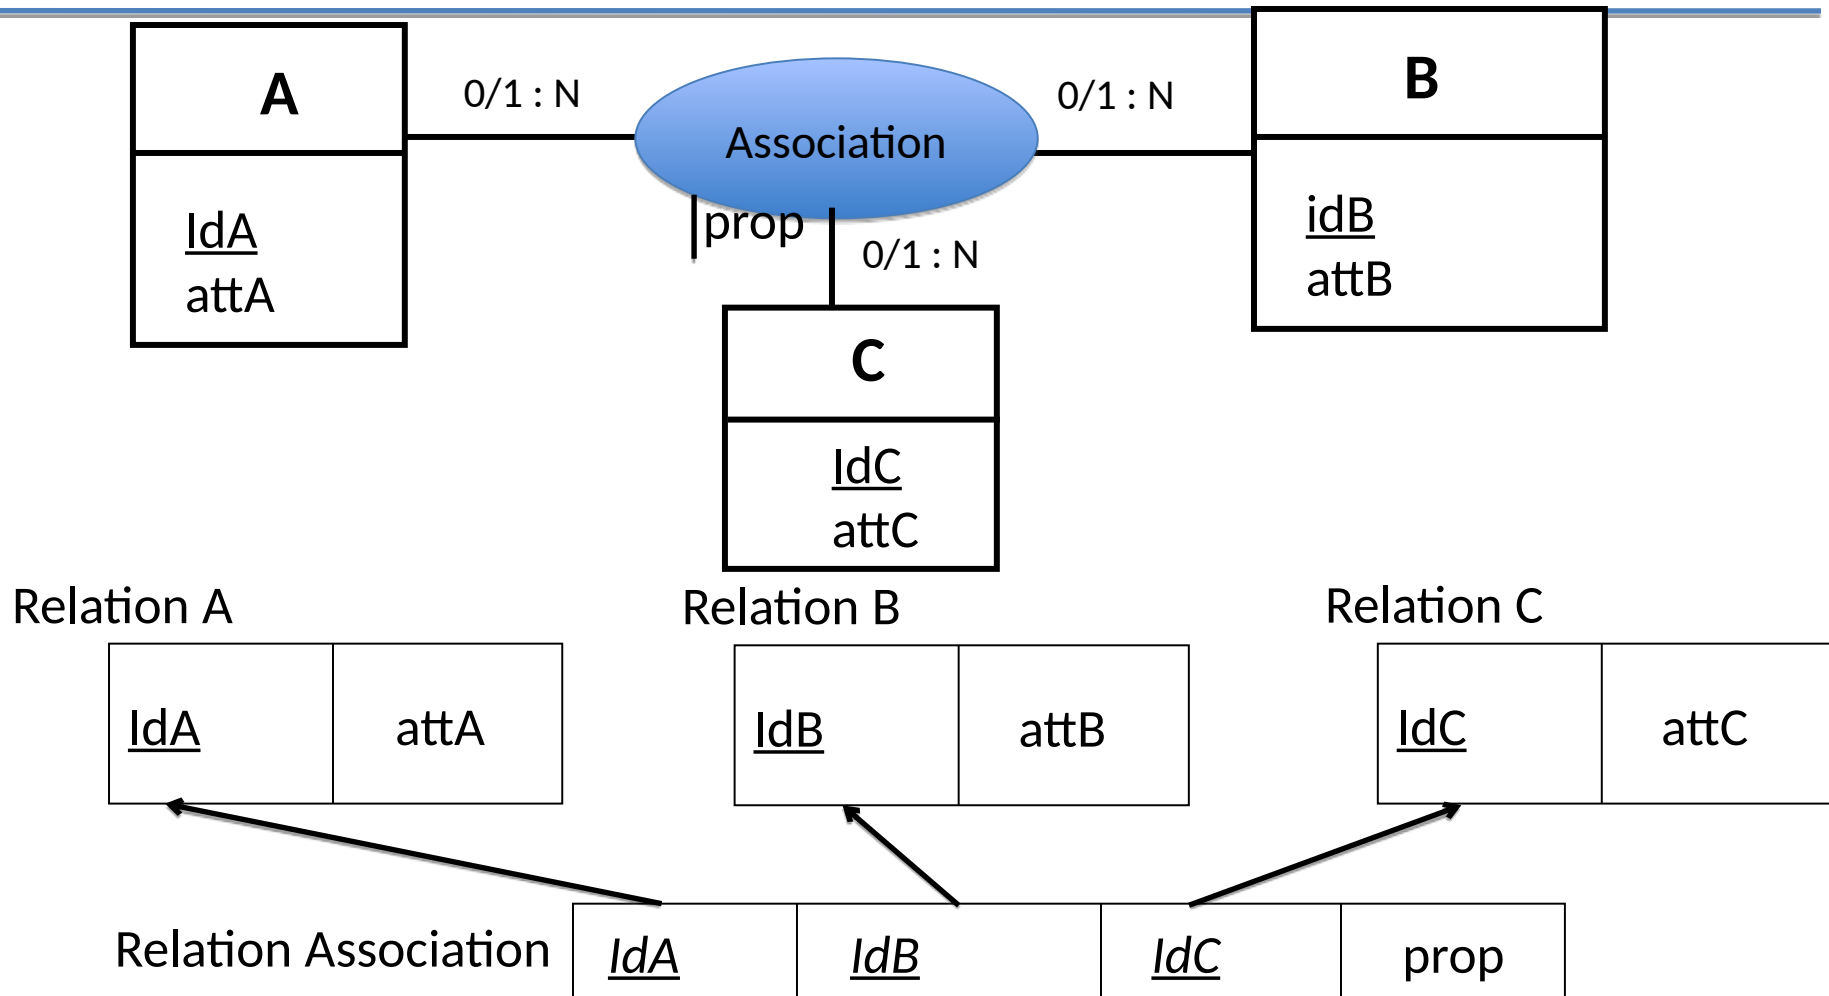 A
0/1 : N
Association
0/1 : N
B
IdA
attA
prop
0/1 : N
idB
attB
C
IdC
attC
Relation A
Relation B
Relation C
IdA
attA
IdB
attB
IdC
attC
Relation Association
IdA
IdB
IdC
prop